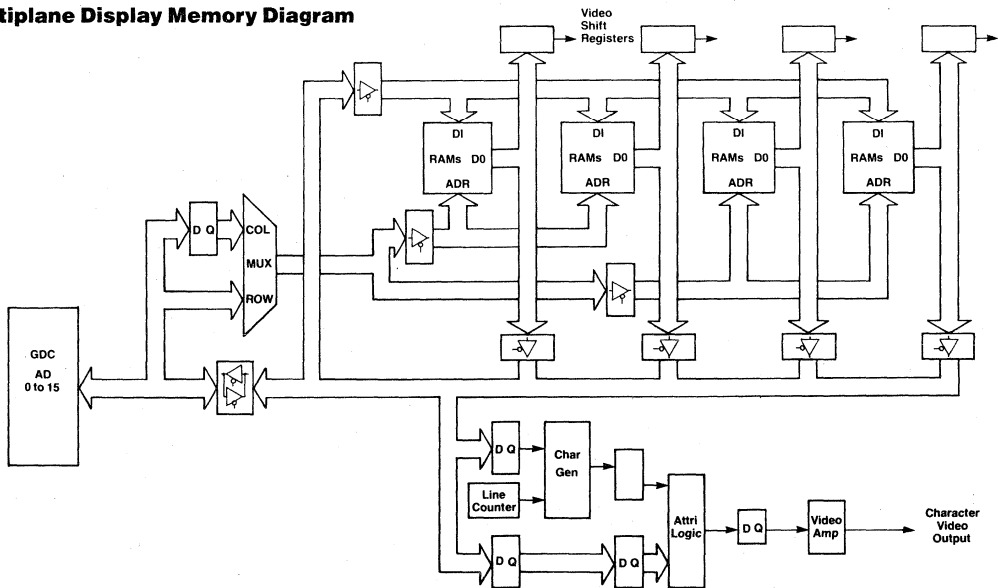 tiplane Display Memory Diagram
Video
Shift
Registers
DI
RAMs D0
ADR
DI
RAMs D0
ADR
DI
RAMs D0
ADR
DI
RAMs D0
ADR
D Q
COL
MUX
ROW
GDC
AD
0 to 15
D Q
Char
Gen
Line
Counter
Attri
Logic
D Q
Video
Amp
Character
Video
Output
D Q
D Q